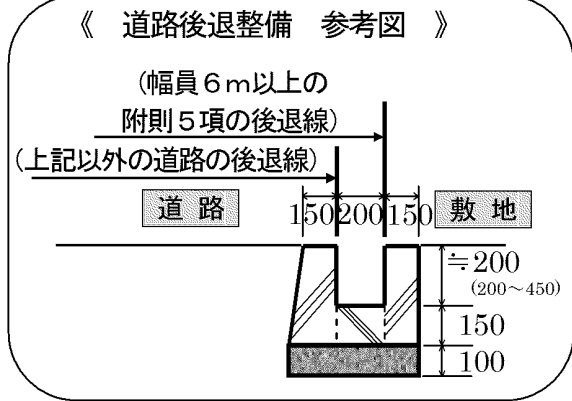 《 道路後退整備 参考図 》
(幅員6m以上の
附則5項の後退線)
(上記以外の道路の後退線)
道 路
150 200 150
敷 地
≒200
(200～450)
150
100